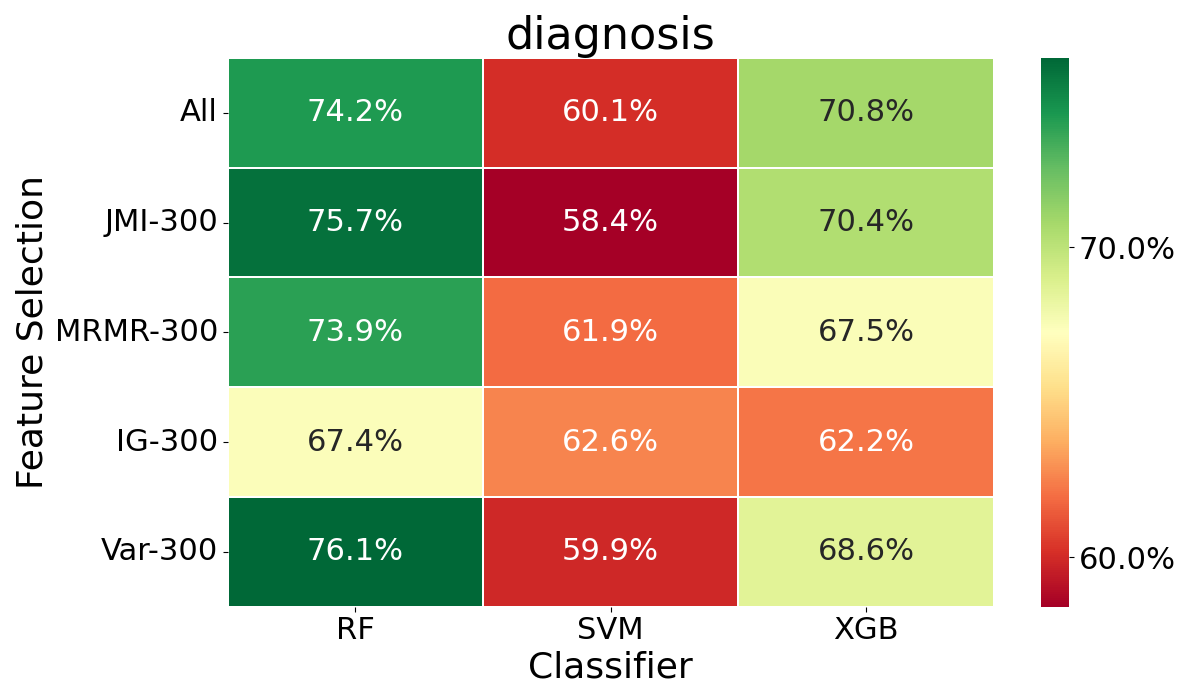 diagnosis
Feature Selection
All 74.2% 60.1% 70.8%
JMI-300 75.7% 58.4% 70.4%
MRMR-300 73.9% 61.9% 67.5%
IG-300 67.4% 62.6% 62.2%
Var-300 76.1% 59.9% 68.6%
RF SVM XGB
Classifier
70.0%
60.0%